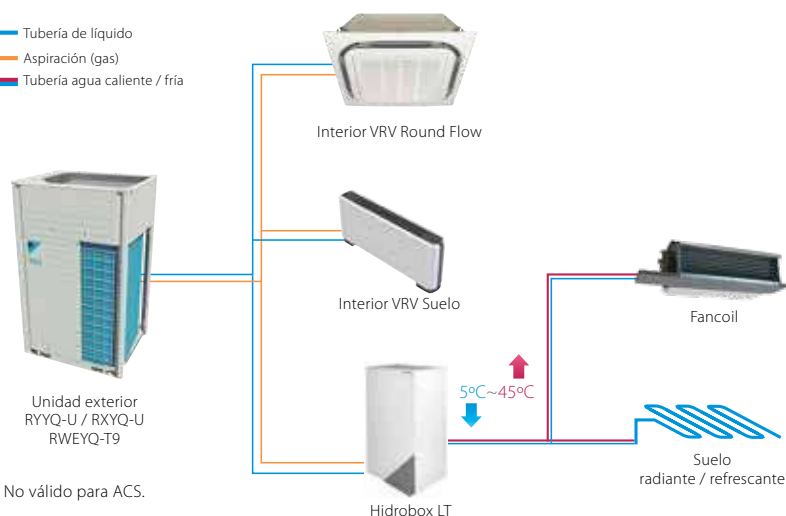 Tubería de líquido
Aspiración (gas)
Tubería agua caliente / fría
Interior VRV Round Flow
Interior VRV Suelo
Fancoil
5ºC~45ºC
Unidad exterior
RYYQ-U / RXYQ-U
RWEYQ-T9
Suelo
radiante / refrescante
No válido para ACS.
Hidrobox LT